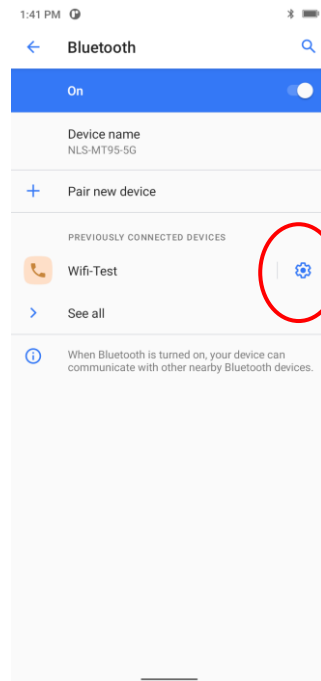 1:41 PM
Bluetooth
On
Device name
NLS-MT95-5G
Pair new device
PREVIOUSLY CONNECTED DEVICES
Wifi-Test
See all
When Bluetooth is turned on, your device can
communicate with other nearby Bluetooth devices.